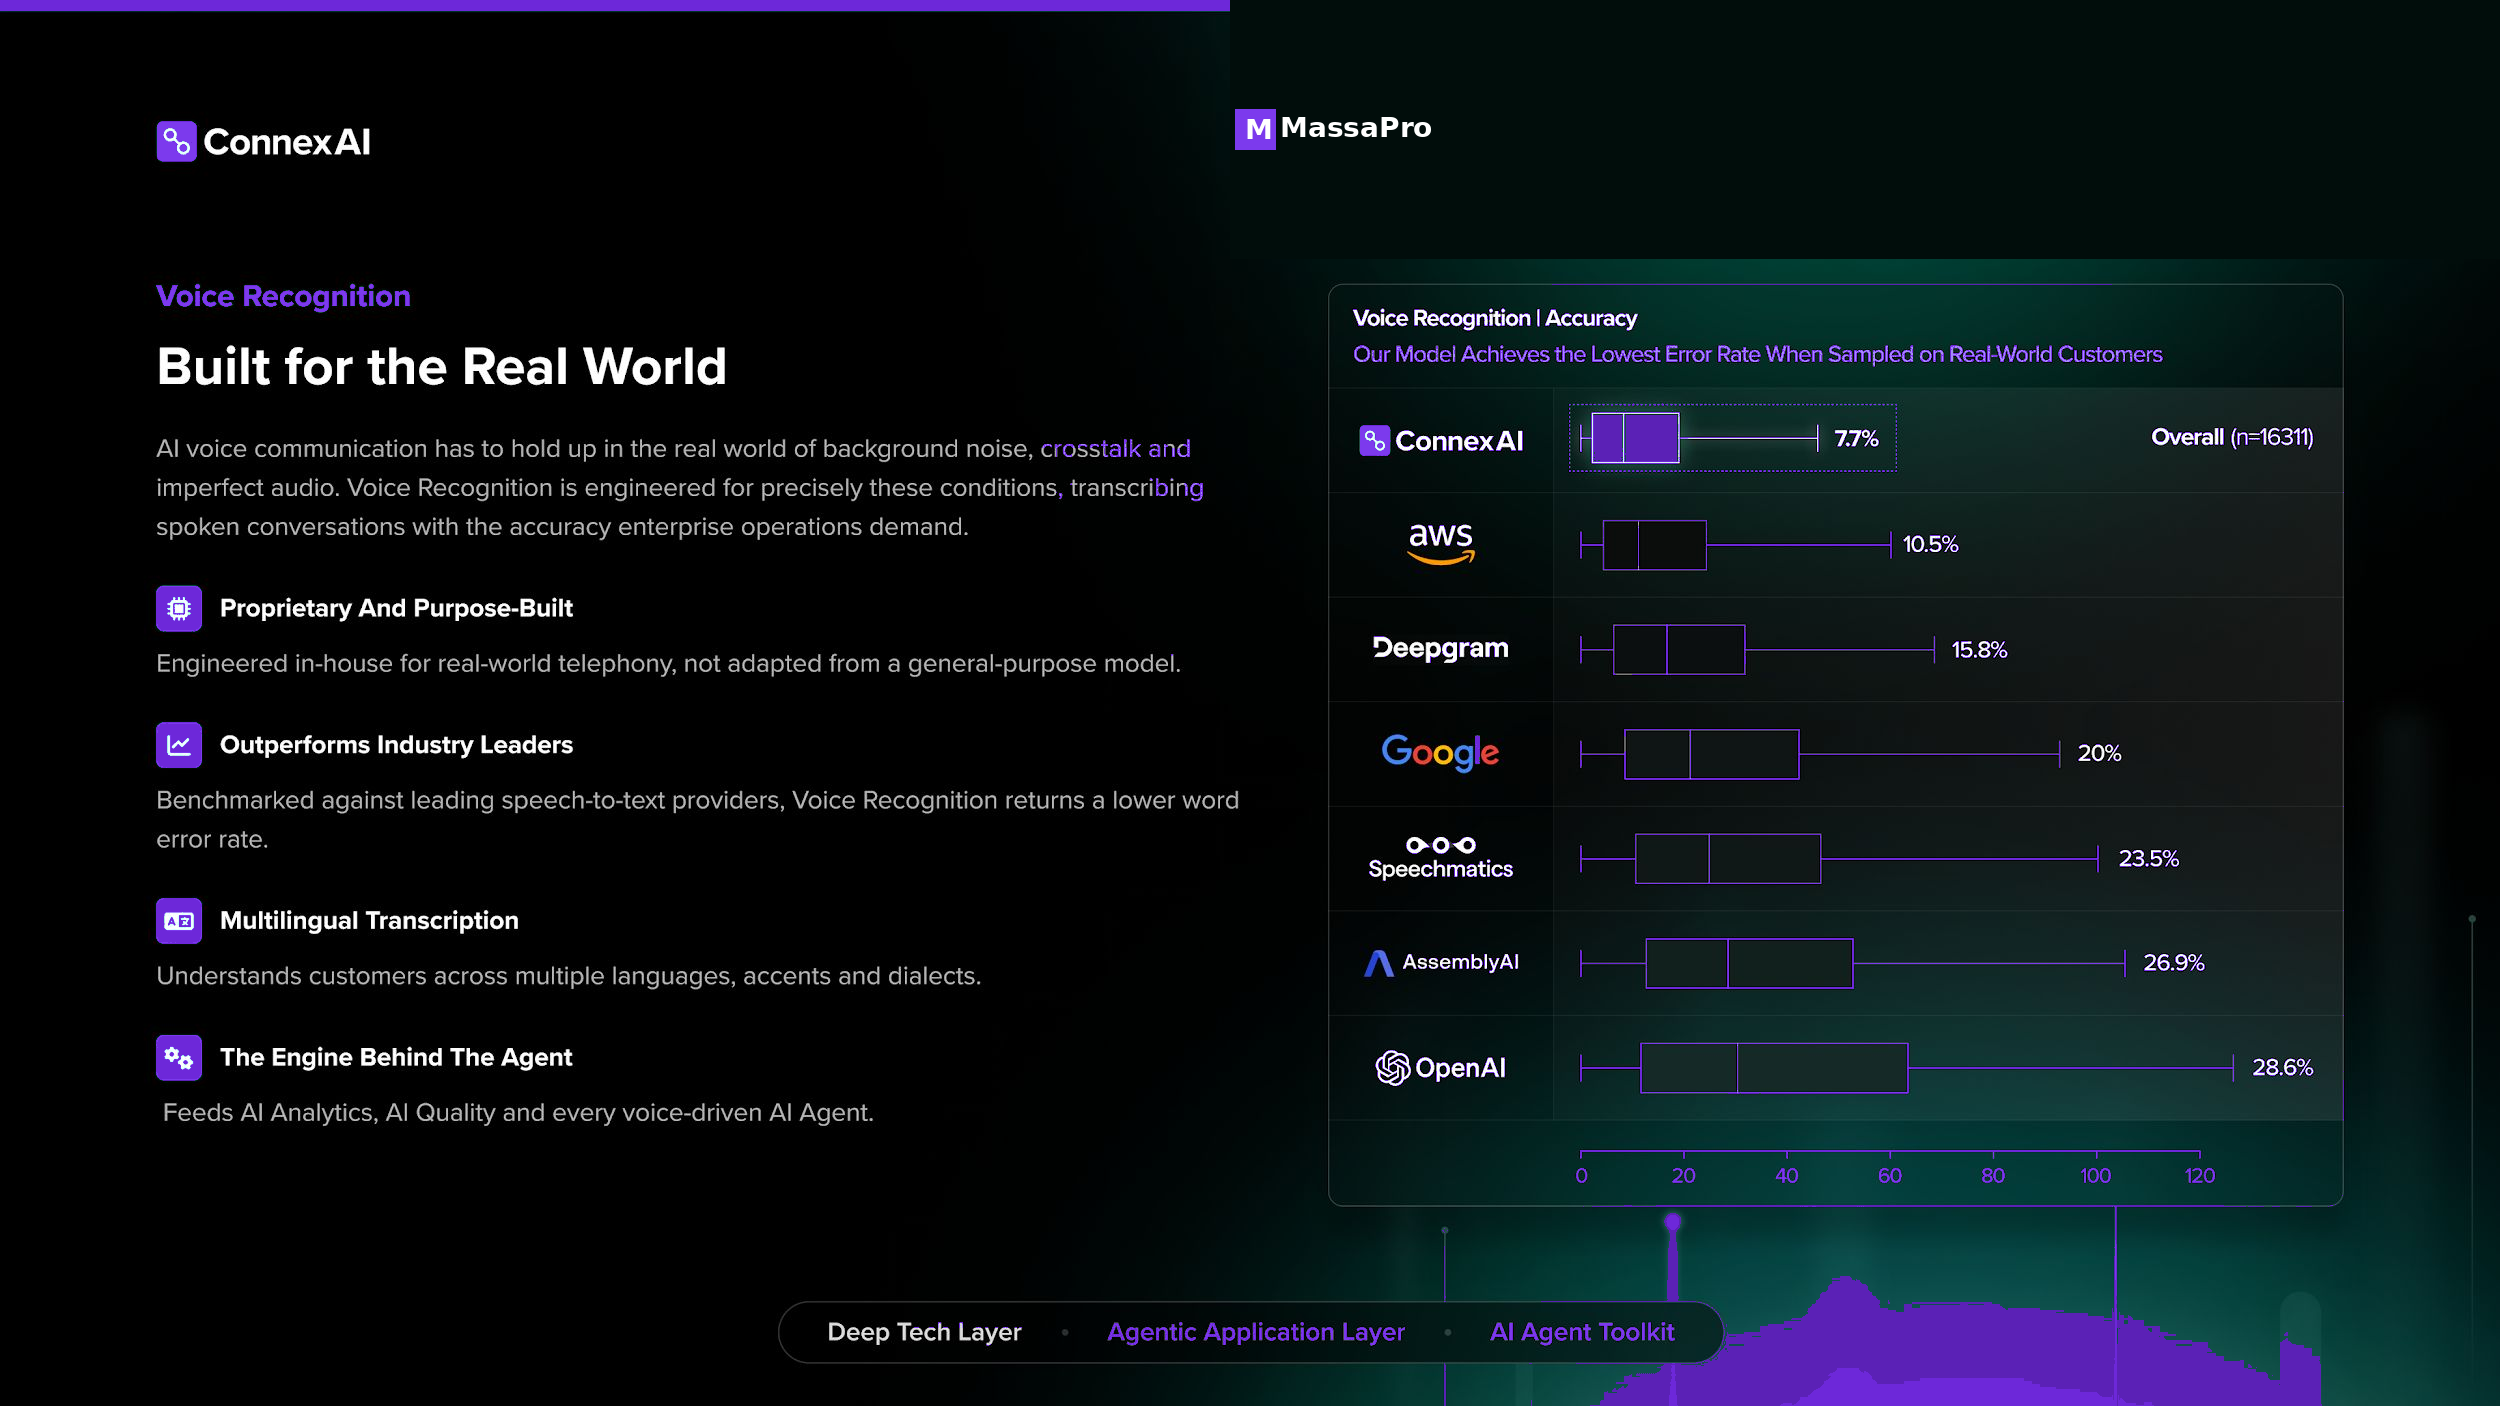 ConnexAI
M MassaPro
Voice Recognition
Built for the Real World
AI voice communication has to hold up in the real world of background noise, crosstalk and
imperfect audio. Voice Recognition is engineered for precisely these conditions, transcribing
spoken conversations with the accuracy enterprise operations demand.
Proprietary And Purpose-Built
Engineered in-house for real-world telephony, not adapted from a general-purpose model.
Outperforms Industry Leaders
Benchmarked against leading speech-to-text providers, Voice Recognition returns a lower word
error rate.
Multilingual Transcription
Understands customers across multiple languages, accents and dialects.
The Engine Behind The Agent
Feeds AI Analytics, AI Quality and every voice-driven AI Agent.
Voice Recognition | Accuracy
Our Model Achieves the Lowest Error Rate When Sampled on Real-World Customers
ConnexAI 7.7% Overall (n=16311)
aws 10.5%
Deepgram 15.8%
Google 20%
Speechmatics 23.5%
AssemblyAI 26.9%
OpenAI 28.6%
0 20 40 60 80 100 120
Deep Tech Layer • Agentic Application Layer • AI Agent Toolkit